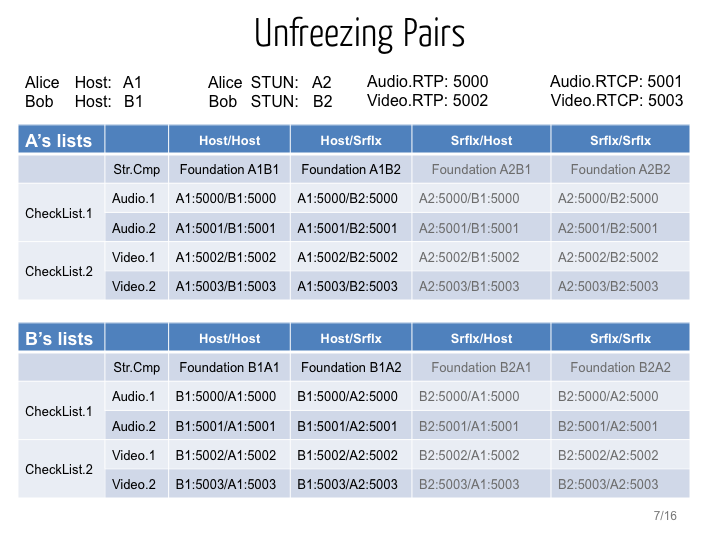 Unfreezing Pairs
Alice Host: A1 Alice STUN: A2 Audio.RTP: 5000 Audio.RTCP: 5001
Bob Host: B1 Bob STUN: B2 Video.RTP: 5002 Video.RTCP: 5003
A's lists Host/Host Host/Srflx Srflx/Host Srflx/Srflx
Str.Cmp Foundation A1B1 Foundation A1B2 Foundation A2B1 Foundation A2B2
CheckList.1
Audio.1 A1:5000/B1:5000 A1:5000/B2:5000 A2:5000/B1:5000 A2:5000/B2:5000
Audio.2 A1:5001/B1:5001 A1:5001/B2:5001 A2:5001/B1:5001 A2:5001/B2:5001
CheckList.2
Video.1 A1:5002/B1:5002 A1:5002/B2:5002 A2:5002/B1:5002 A2:5002/B2:5002
Video.2 A1:5003/B1:5003 A1:5003/B2:5003 A2:5003/B1:5003 A2:5003/B2:5003
B's lists Host/Host Host/Srflx Srflx/Host Srflx/Srflx
Str.Cmp Foundation B1A1 Foundation B1A2 Foundation B2A1 Foundation B2A2
CheckList.1
Audio.1 B1:5000/A1:5000 B1:5000/A2:5000 B2:5000/A1:5000 B2:5000/A2:5000
Audio.2 B1:5001/A1:5001 B1:5001/A2:5001 B2:5001/A1:5001 B2:5001/A2:5001
CheckList.2
Video.1 B1:5002/A1:5002 B1:5002/A2:5002 B2:5002/A1:5002 B2:5002/A2:5002
Video.2 B1:5003/A1:5003 B1:5003/A2:5003 B2:5003/A1:5003 B2:5003/A2:5003
7/16